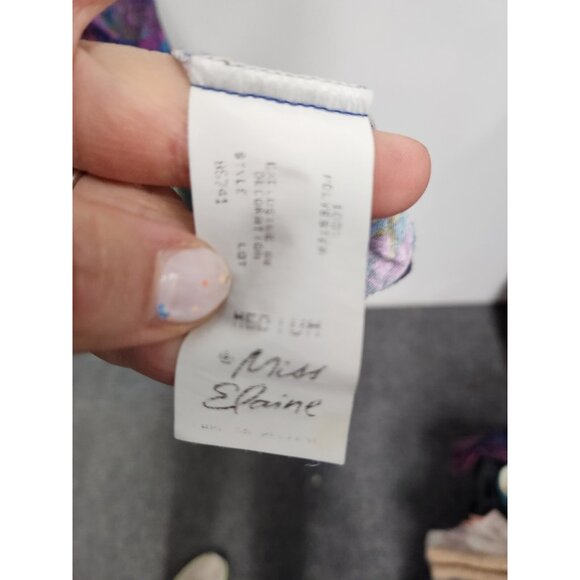 100%
POLYESTER
EXCLUSIVE OF
DECORATION
STYLE LOT
MEDIUM
® Miss
Elaine